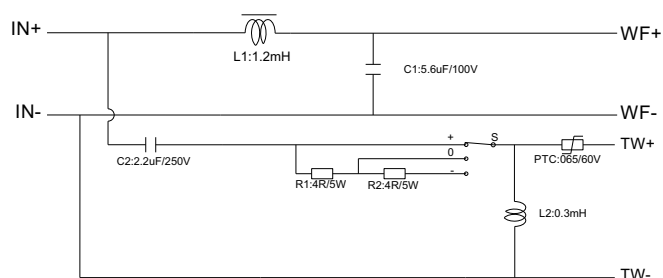 IN+
WF+
L1:1.2mH
C1:5.6uF/100V
IN-
WF-
+
S
TW+
C2:2.2uF/250V
0
PTC:065/60V
R1:4R/5W
R2:4R/5W
-
L2:0.3mH
TW-